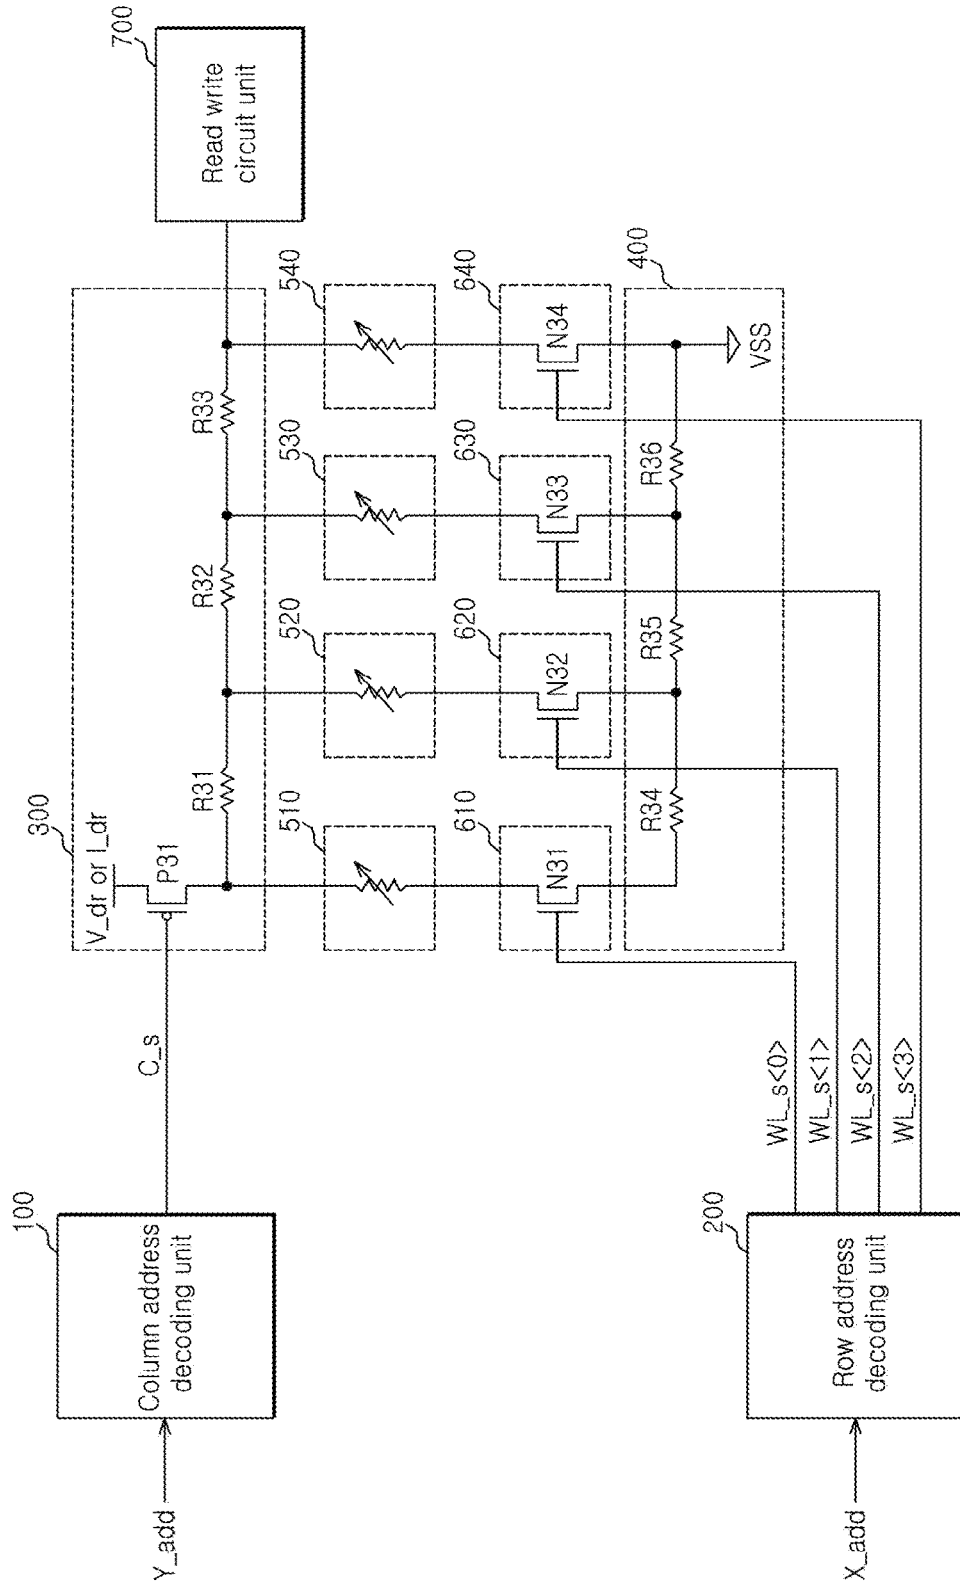 Y_add
100
Column address
decoding unit
C_s
300
V_dr or I_dr
P31
R31
R32
R33
700
Read write
circuit unit
510
520
530
540
610
N31
620
N32
630
N33
640
N34
400
R34
R35
R36
VSS
WL_s<0>
WL_s<1>
WL_s<2>
WL_s<3>
X_add
200
Row address
decoding unit